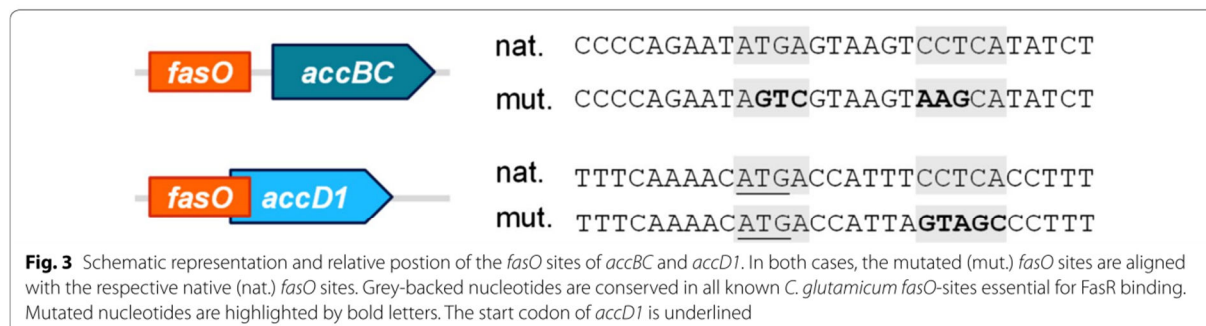 fasO accBC
nat. CCCCAGAATATGAGTAAGTCCTCATATCT
mut. CCCCAGAATAGTCGTAAGTAAGCATATCT
fasO accD1
nat. TTTCAAAACATGACCATTTCCTCACCTTT
mut. TTTCAAAACATGACCATTAGTAGCCCTTT
Fig. 3 Schematic representation and relative postion of the fasO sites of accBC and accD1. In both cases, the mutated (mut.) fasO sites are aligned
with the respective native (nat.) fasO sites. Grey-backed nucleotides are conserved in all known C. glutamicum fasO-sites essential for FasR binding.
Mutated nucleotides are highlighted by bold letters. The start codon of accD1 is underlined